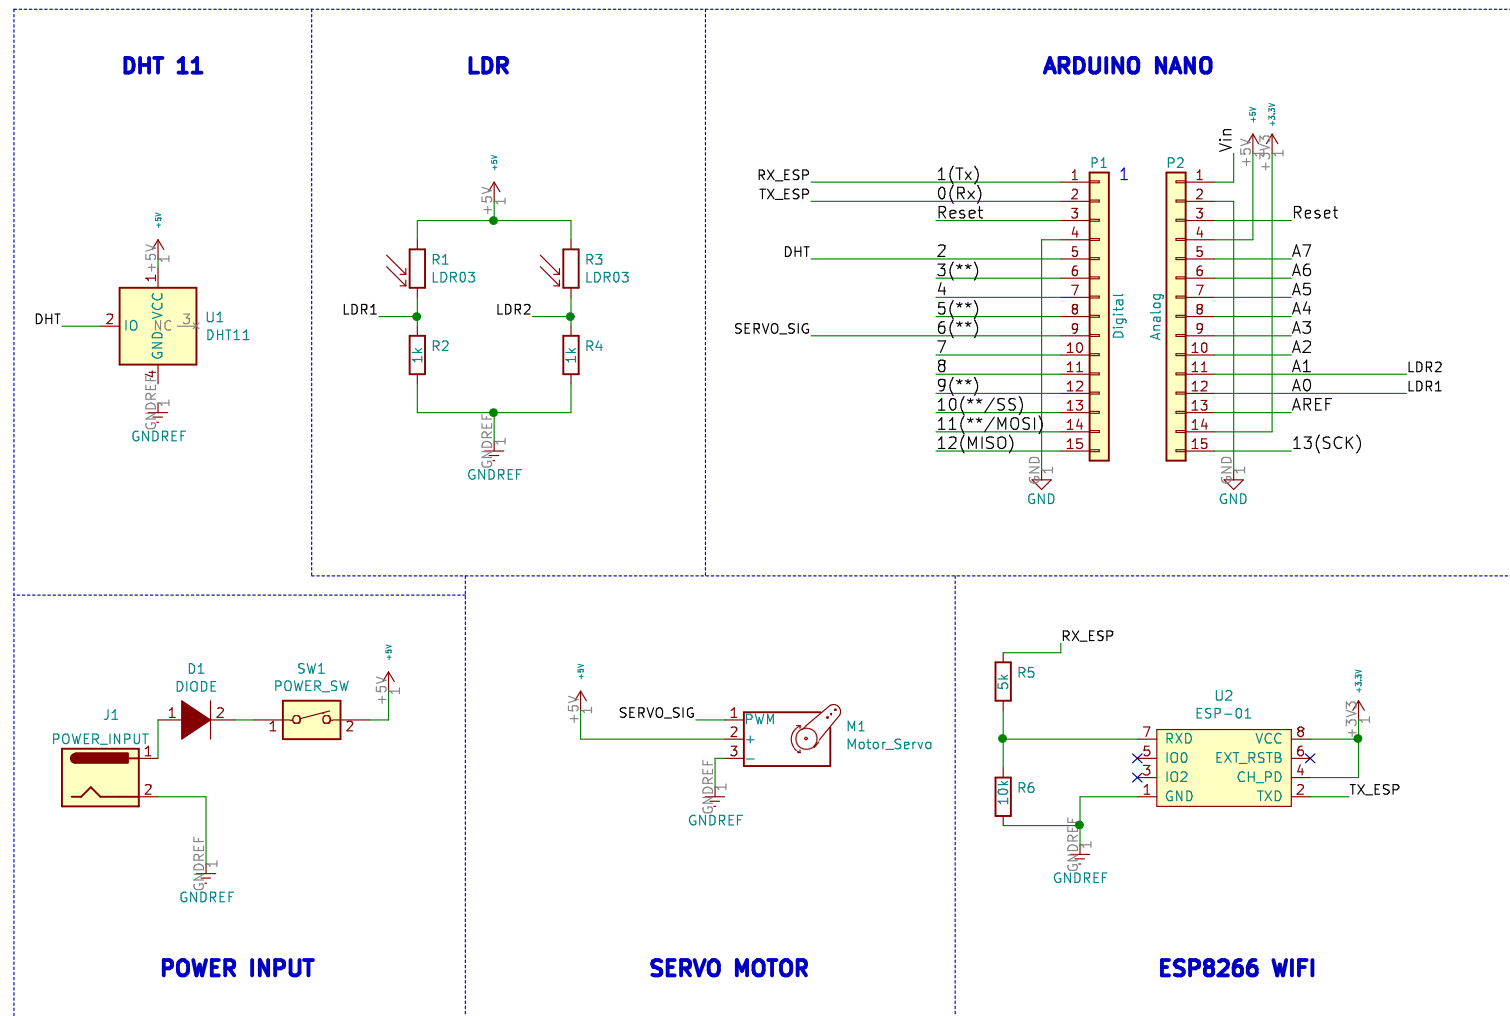 DHT 11
+5V
+5V
1
1
VCC
DHT
2
IO
NC
3
U1
DHT11
GND
4
GNDREF
1
GNDREF
LDR
+5V
+5V
1
R1
LDR03
R3
LDR03
LDR1
LDR2
R2
1k
R4
1k
GNDREF
1
GNDREF
ARDUINO NANO
+5V
+3.3V
Vin
+5V
1
+3V3
1
P1
1
P2
RX_ESP
1(Tx)
1
1
TX_ESP
0(Rx)
2
2
Reset
3
3
Reset
4
4
DHT
2
5
5
A7
3(**)
6
6
A6
4
7
7
A5
5(**)
8
8
A4
SERVO_SIG
6(**)
9
9
A3
7
10
10
A2
8
11
11
A1
LDR2
9(**)
12
12
A0
LDR1
10(**/SS)
13
13
AREF
11(**/MOSI)
14
14
12(MISO)
15
15
13(SCK)
Digital
Analog
GND
1
GND
GND
1
GND
D1
DIODE
SW1
POWER_SW
+5V
+5V
1
J1
POWER_INPUT
1
2
1
2
1
2
GNDREF
1
GNDREF
POWER INPUT
+5V
+5V
1
SERVO_SIG
1
PWM
2
+
3
-
M1
Motor_Servo
GNDREF
1
GNDREF
SERVO MOTOR
RX_ESP
R5
5k
R6
10k
U2
ESP-01
+3.3V
+3V3
1
7
RXD
VCC
8
5
IO0
EXT_RSTB
6
3
IO2
CH_PD
4
1
GND
TXD
2
TX_ESP
GNDREF
1
GNDREF
ESP8266 WIFI